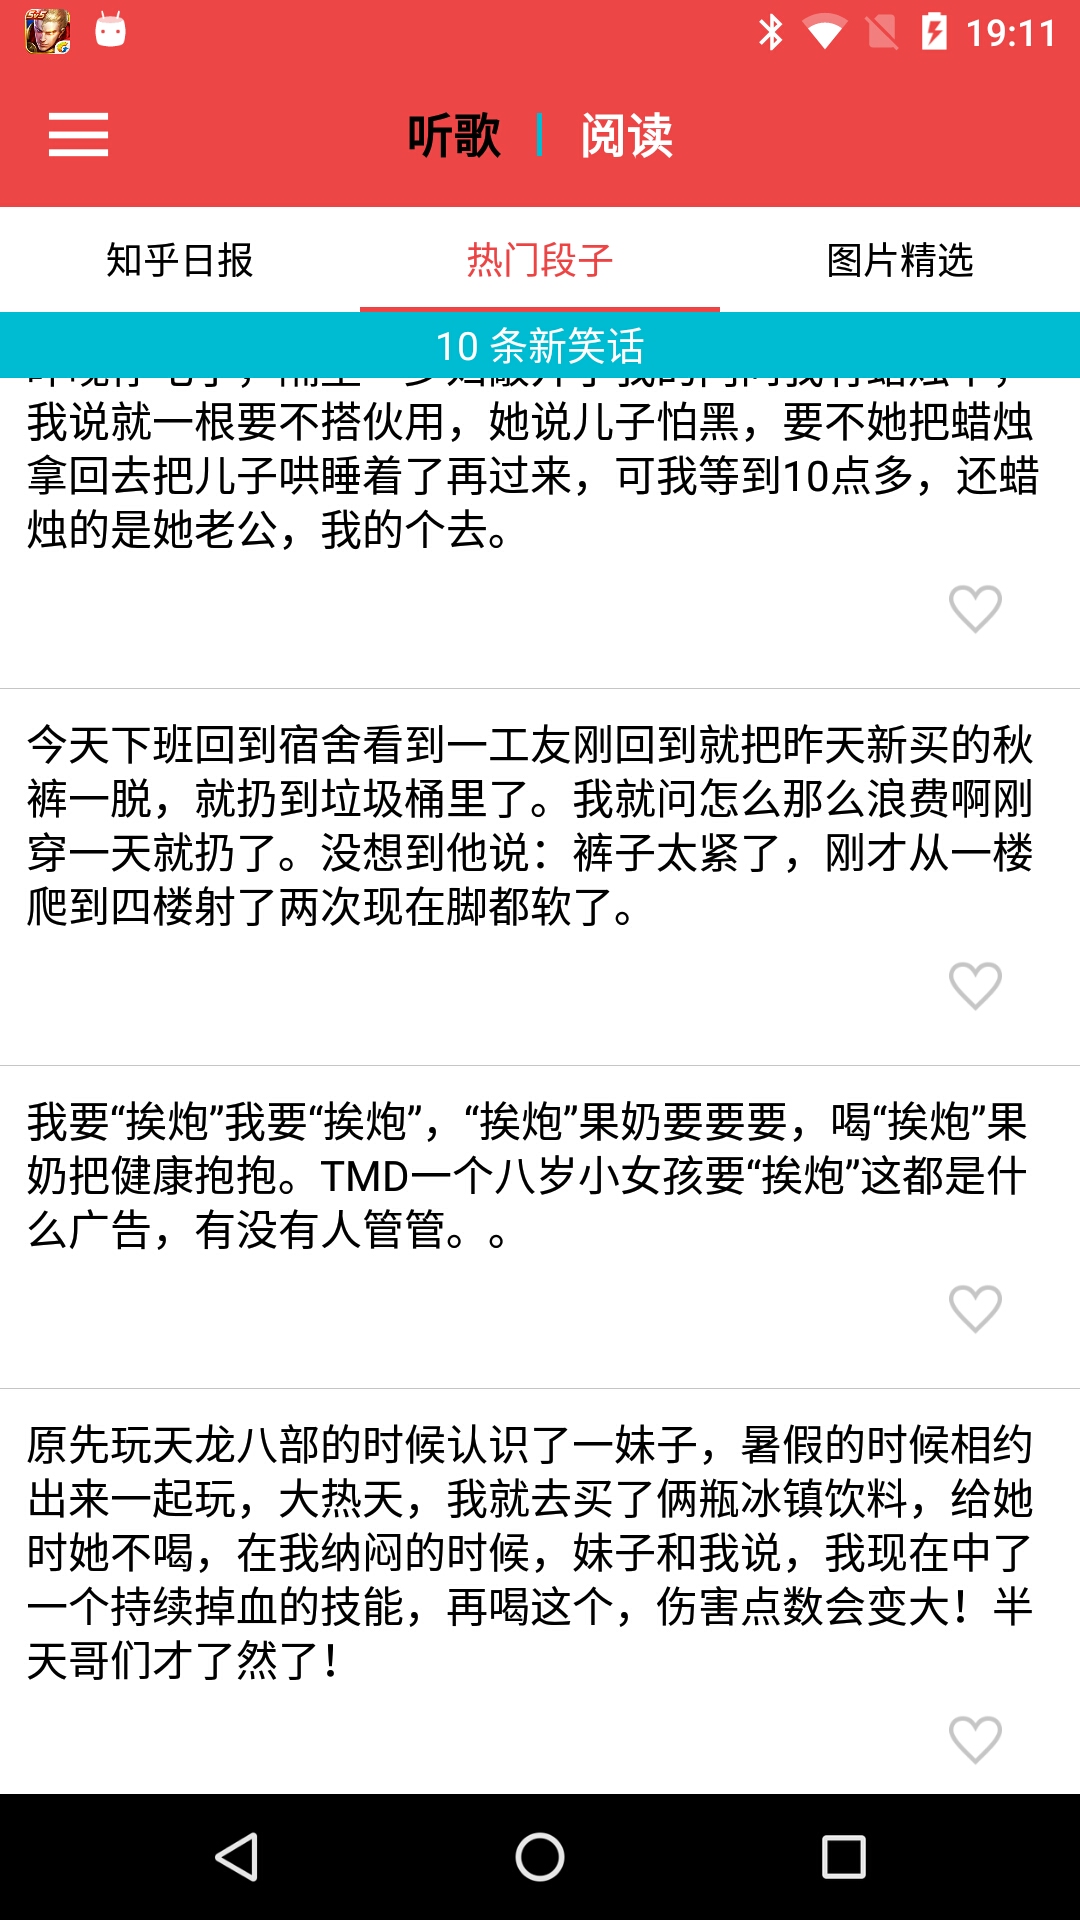 19:11
听歌 | 阅读
知乎日报 热门段子 图片精选
10 条新笑话
我说就一根要不搭伙用，她说儿子怕黑，要不她把蜡烛
拿回去把儿子哄睡着了再过来，可我等到10点多，还蜡
烛的是她老公，我的个去。
今天下班回到宿舍看到一工友刚回到就把昨天新买的秋
裤一脱，就扔到垃圾桶里了。我就问怎么那么浪费啊刚
穿一天就扔了。没想到他说：裤子太紧了，刚才从一楼
爬到四楼射了两次现在脚都软了。
我要“挨炮”我要“挨炮”，“挨炮”果奶要要要，喝“挨炮”果
奶把健康抱抱。TMD一个八岁小女孩要“挨炮”这都是什
么广告，有没有人管管。。
原先玩天龙八部的时候认识了一妹子，暑假的时候相约
出来一起玩，大热天，我就去买了俩瓶冰镇饮料，给她
时她不喝，在我纳闷的时候，妹子和我说，我现在中了
一个持续掉血的技能，再喝这个，伤害点数会变大！半
天哥们才了然了！